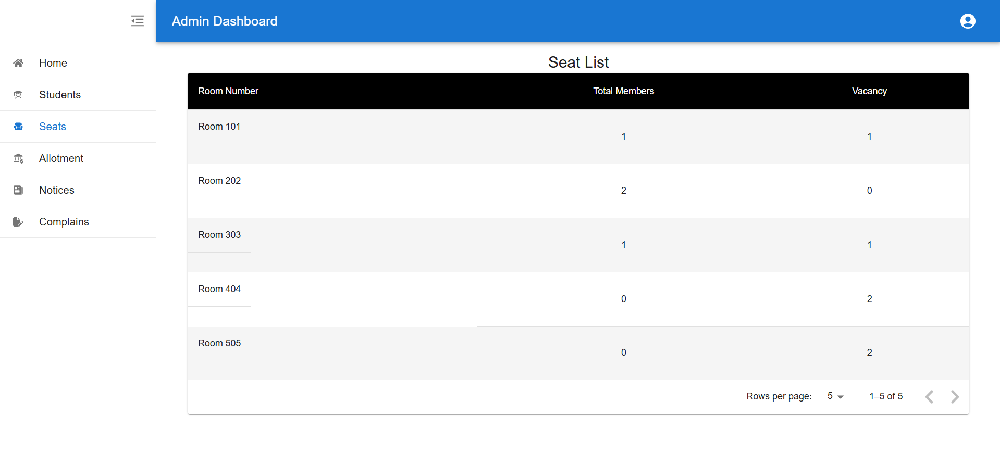 Admin Dashboard
Home
Students
Seats
Allotment
Notices
Complains
Seat List
Room Number Total Members Vacancy
Room 101 1 1
Room 202 2 0
Room 303 1 1
Room 404 0 2
Room 505 0 2
Rows per page: 5 1–5 of 5